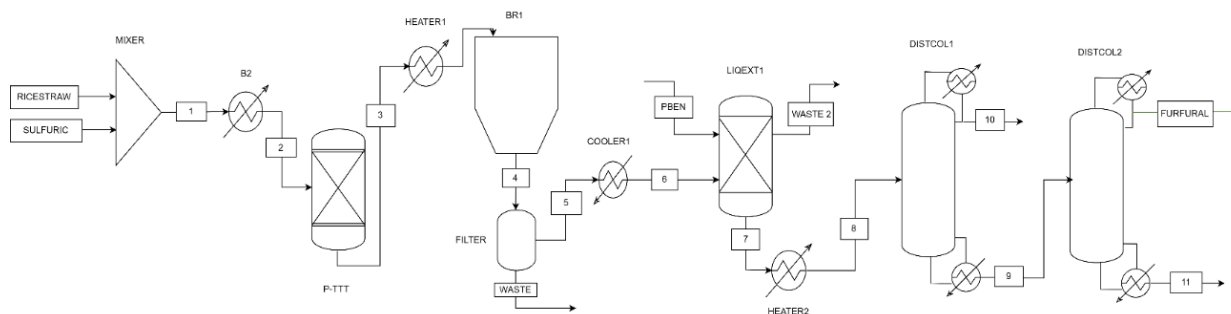 MIXER
RICESTRAW
SULFURIC
1
B2
2
P-TTT
3
HEATER1
BR1
4
FILTER
WASTE
5
COOLER1
6
PBEN
LIQEXT1
WASTE 2
7
HEATER2
8
DISTCOL1
10
9
DISTCOL2
FURFURAL
11